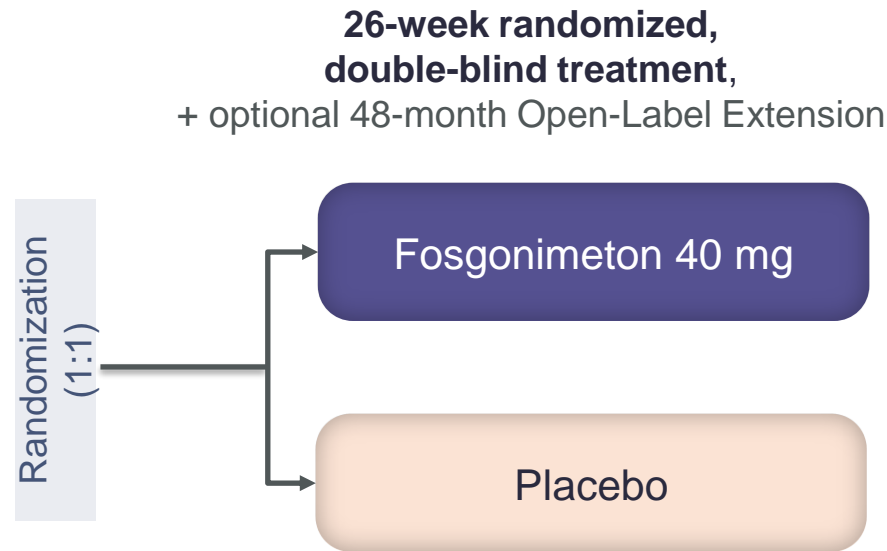 26-week randomized,
double-blind treatment,
+ optional 48-month Open-Label Extension
Randomization
(1:1)
Fosgonimeton 40 mg
Placebo